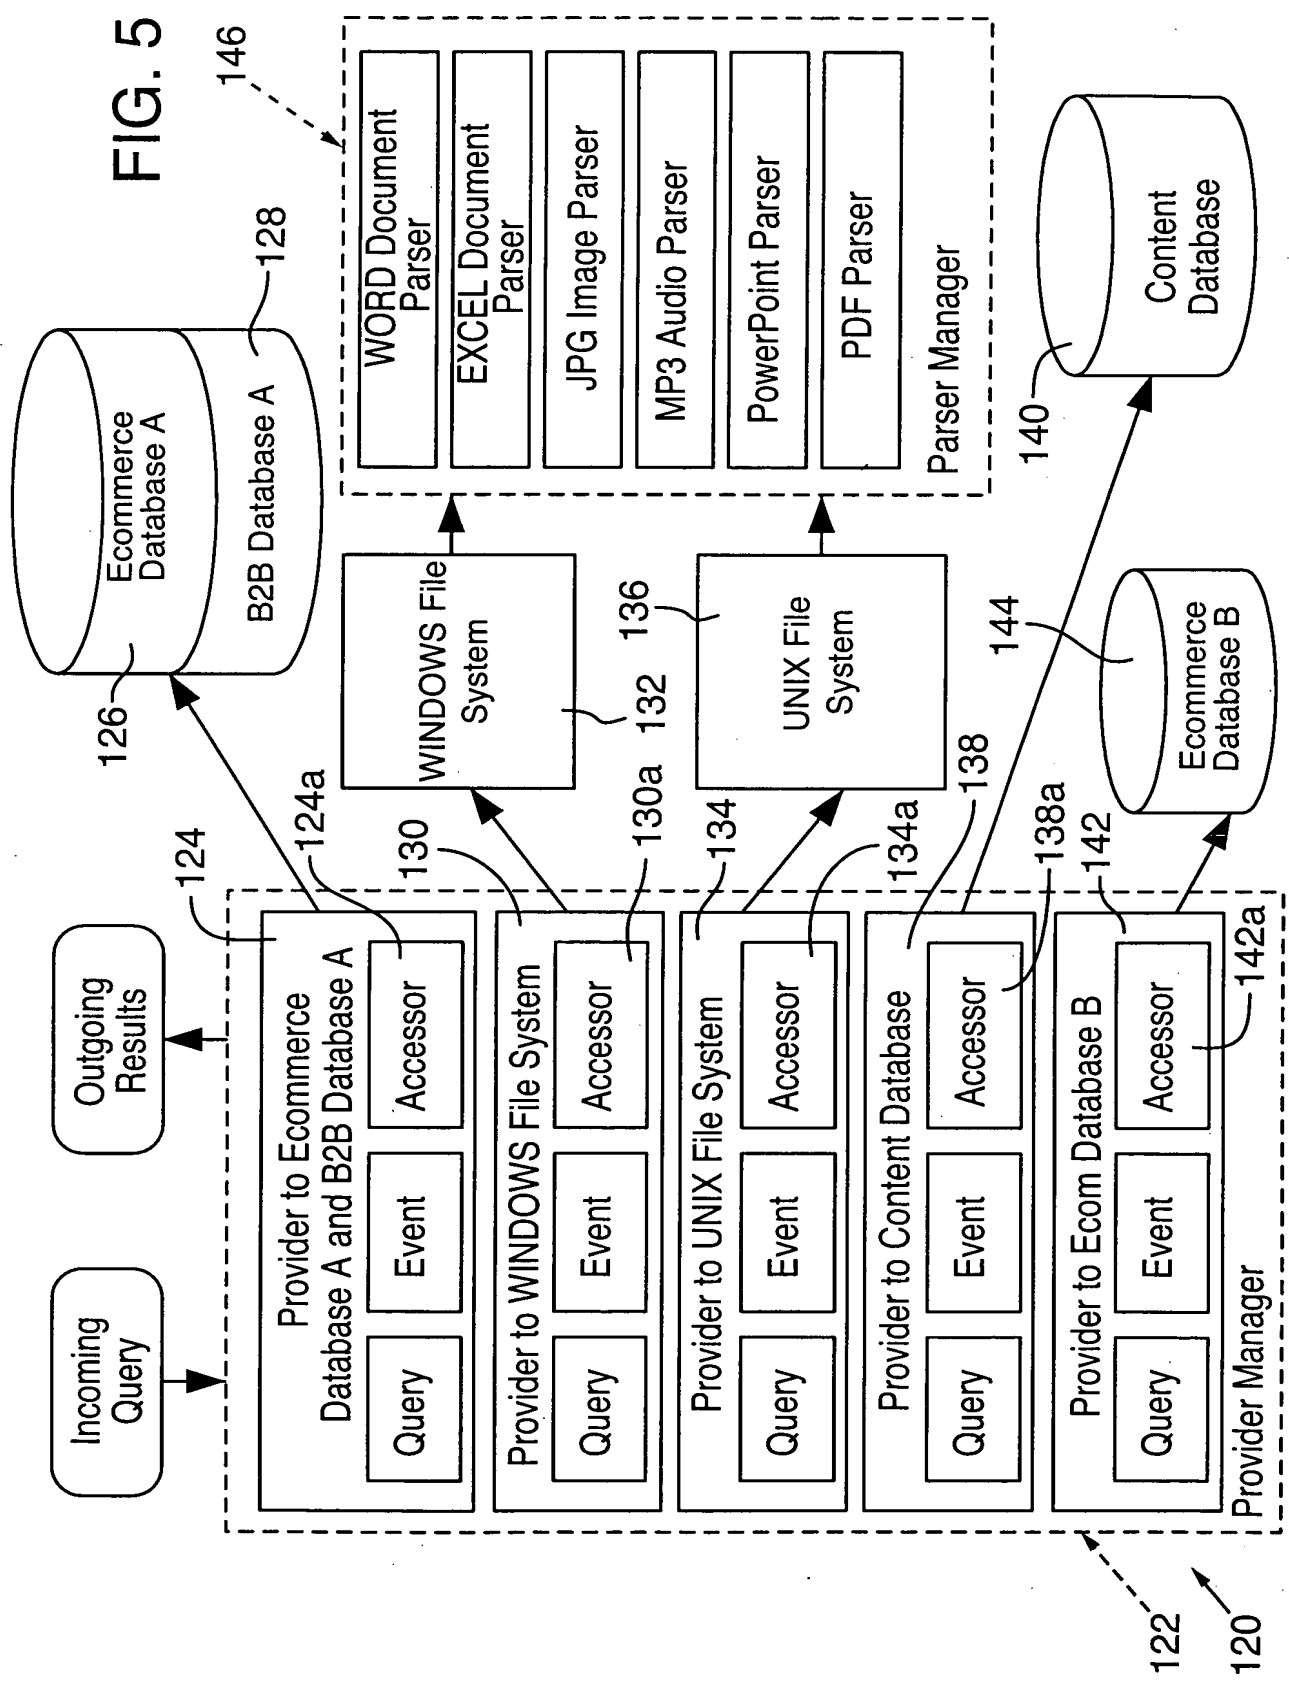 FIG. 5
Incoming
Query
Outgoing
Results
124
Provider to Ecommerce
Database A and B2B Database A
Query
Event
Accessor
124a
130
Provider to WINDOWS File System
Query
Event
Accessor
130a
134
Provider to UNIX File System
Query
Event
Accessor
134a
138
Provider to Content Database
Query
Event
Accessor
138a
142
Provider to Ecom Database B
Query
Event
Accessor
142a
Provider Manager
122
120
126
Ecommerce
Database A
B2B Database A
128
WINDOWS File
System
132
136
UNIX File
System
144
Ecommerce
Database B
146
WORD Document
Parser
EXCEL Document
Parser
JPG Image Parser
MP3 Audio Parser
PowerPoint Parser
PDF Parser
Parser Manager
140
Content
Database